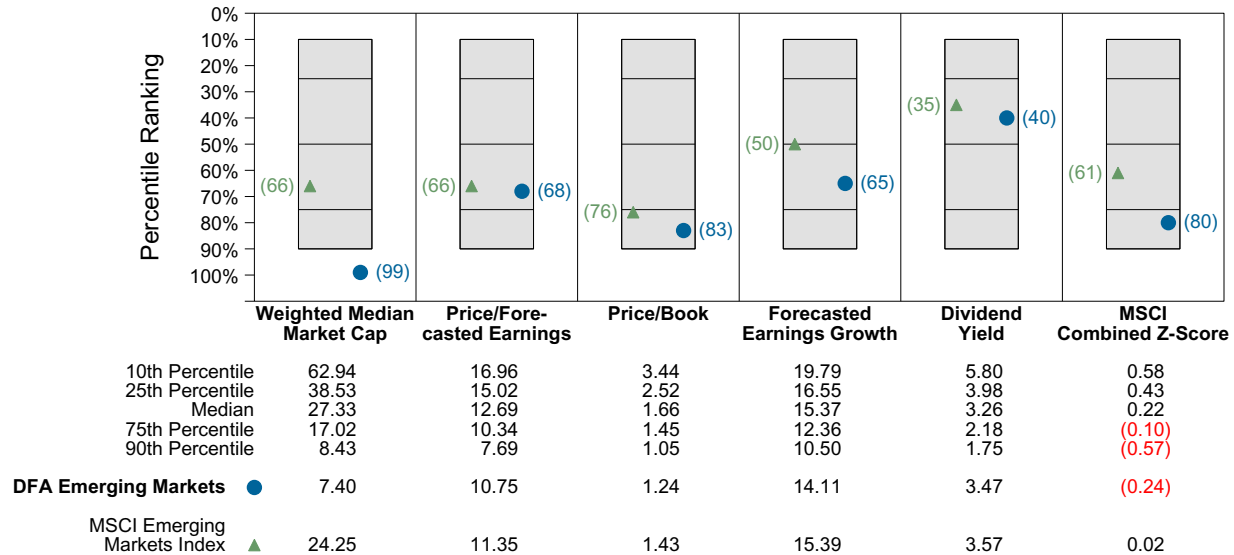 Percentile Ranking
0%
10%
20%
30%
40%
50%
60%
70%
80%
90%
100%
(66)
(99)
(66)
(68)
(76)
(83)
(50)
(65)
(35)
(40)
(61)
(80)
Weighted Median
Market Cap
Price/Fore-
casted Earnings
Price/Book
Forecasted
Earnings Growth
Dividend
Yield
MSCI
Combined Z-Score
10th Percentile 62.94 16.96 3.44 19.79 5.80 0.58
25th Percentile 38.53 15.02 2.52 16.55 3.98 0.43
Median 27.33 12.69 1.66 15.37 3.26 0.22
75th Percentile 17.02 10.34 1.45 12.36 2.18 (0.10)
90th Percentile 8.43 7.69 1.05 10.50 1.75 (0.57)
DFA Emerging Markets 7.40 10.75 1.24 14.11 3.47 (0.24)
MSCI Emerging
Markets Index 24.25 11.35 1.43 15.39 3.57 0.02